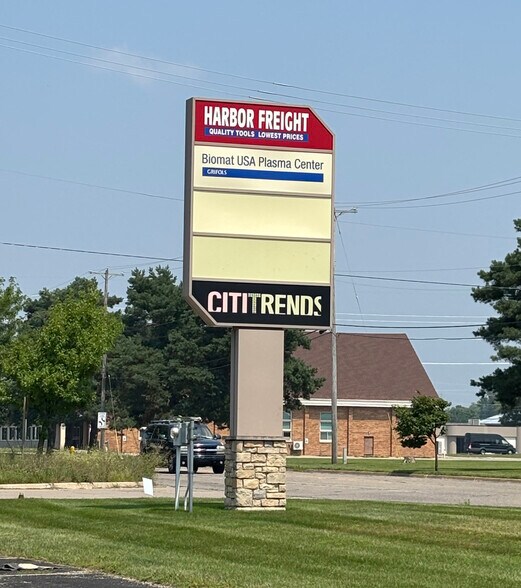 HARBOR FREIGHT
QUALITY TOOLS LOWEST PRICES
Biomat USA Plasma Center
GRIFOLS
CITITRENDS